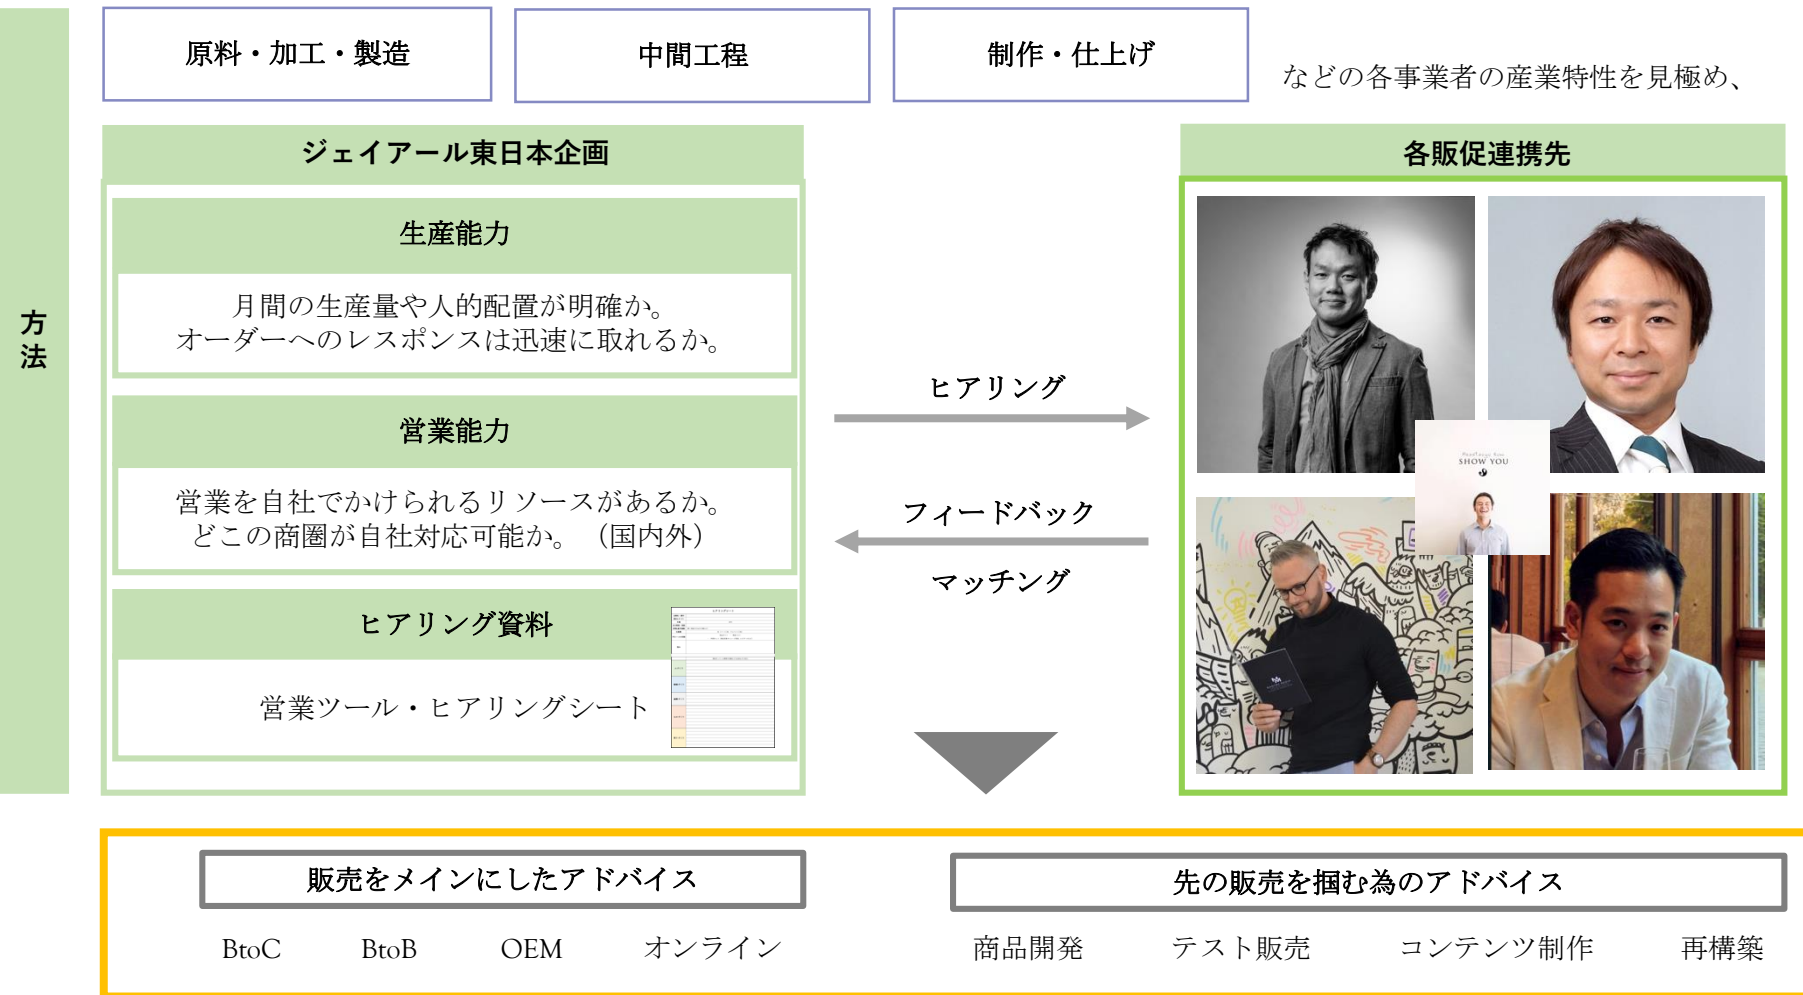 原料・加工・製造
中間工程
制作・仕上げ
などの各事業者の産業特性を見極め、
方法
ジェイアール東日本企画
生産能力
月間の生産量や人的配置が明確か。
オーダーへのレスポンスは迅速に取れるか。
営業能力
営業を自社でかけられるリソースがあるか。
どこの商圏が自社対応可能か。（国内外）
ヒアリング資料
営業ツール・ヒアリングシート
ヒアリング
フィードバック
マッチング
各販促連携先
SHOW YOU
販売をメインにしたアドバイス
BtoC
BtoB
OEM
オンライン
先の販売を掴む為のアドバイス
商品開発
テスト販売
コンテンツ制作
再構築